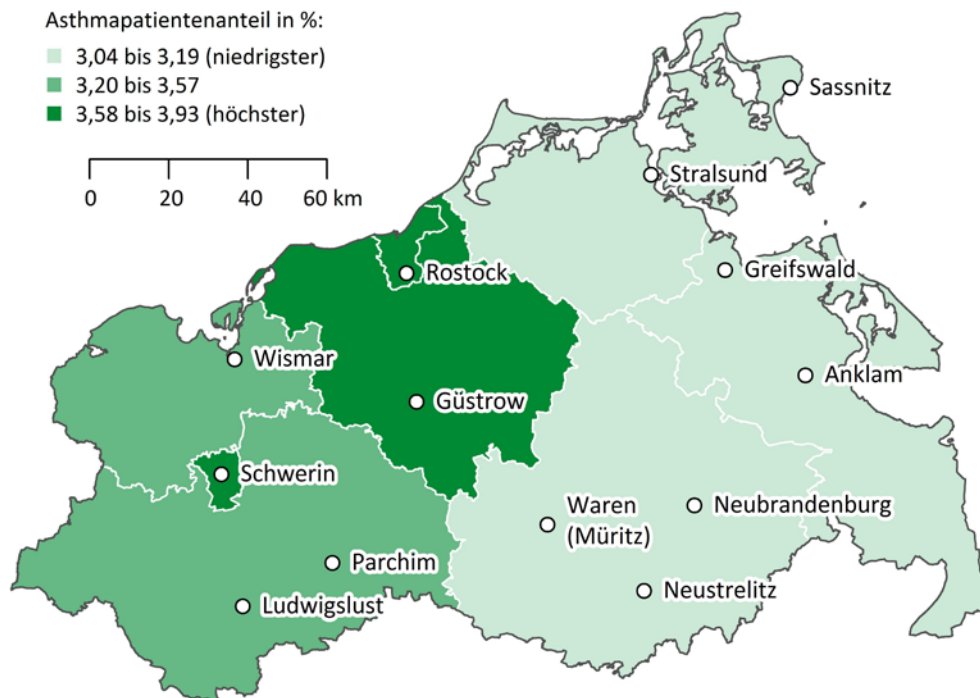 Asthmapatientenanteil in %:
3,04 bis 3,19 (niedrigster)
3,20 bis 3,57
3,58 bis 3,93 (höchster)
0 20 40 60 km
Sassnitz
Stralsund
Rostock
Greifswald
Wismar
Anklam
Güstrow
Schwerin
Waren
(Müritz)
Neubrandenburg
Parchim
Neustrelitz
Ludwigslust